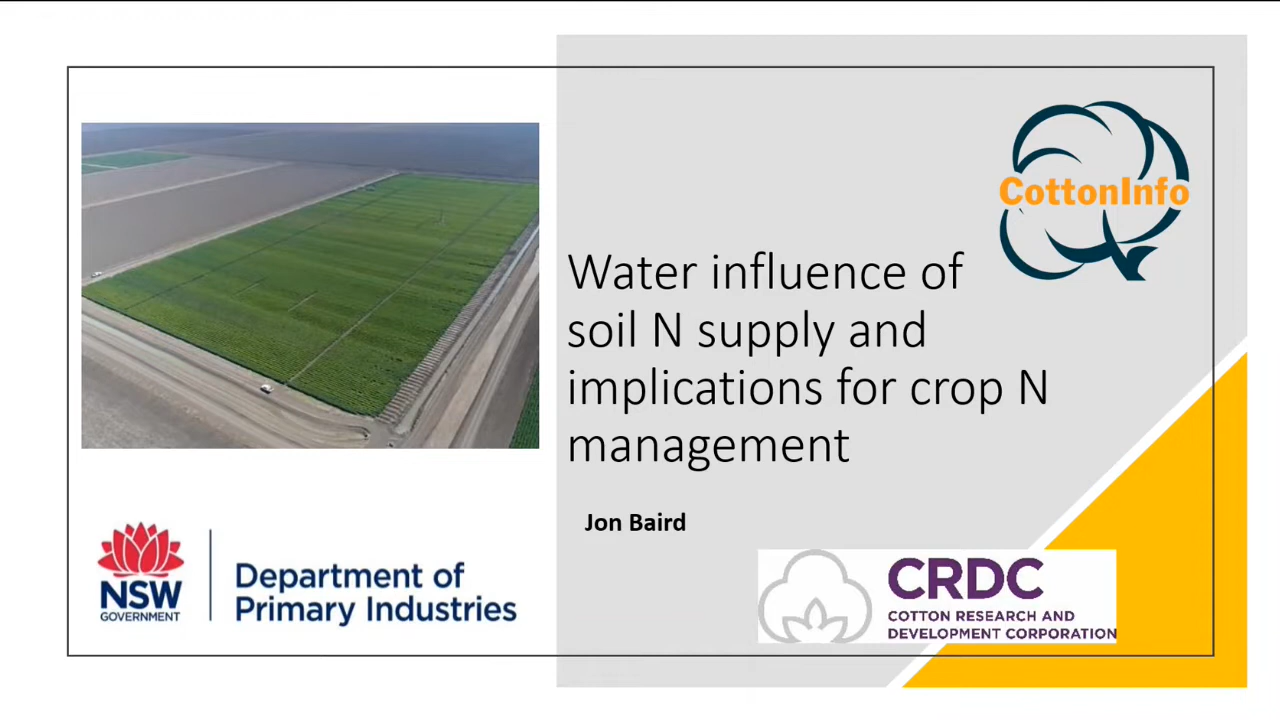 CottonInfo
Water influence of
soil N supply and
implications for crop N
management
Jon Baird
NSW
GOVERNMENT
Department of
Primary Industries
CRDC
COTTON RESEARCH AND
DEVELOPMENT CORPORATION